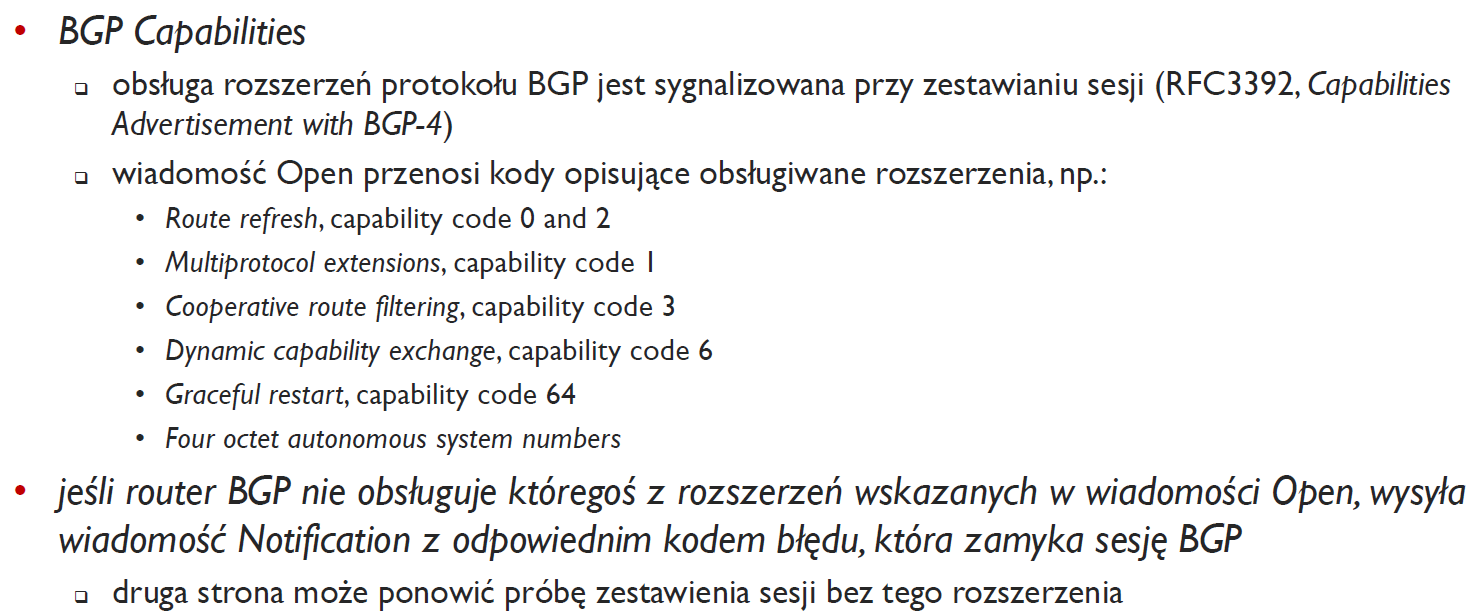 • BGP Capabilities
❑ obsługa rozszerzeń protokołu BGP jest sygnalizowana przy zestawianiu sesji (RFC3392, Capabilities
Advertisement with BGP-4)
❑ wiadomość Open przenosi kody opisujące obsługiwane rozszerzenia, np.:
• Route refresh, capability code 0 and 2
• Multiprotocol extensions, capability code 1
• Cooperative route filtering, capability code 3
• Dynamic capability exchange, capability code 6
• Graceful restart, capability code 64
• Four octet autonomous system numbers
• jeśli router BGP nie obsługuje któregoś z rozszerzeń wskazanych w wiadomości Open, wysyła
wiadomość Notification z odpowiednim kodem błędu, która zamyka sesję BGP
❑ druga strona może ponowić próbę zestawienia sesji bez tego rozszerzenia